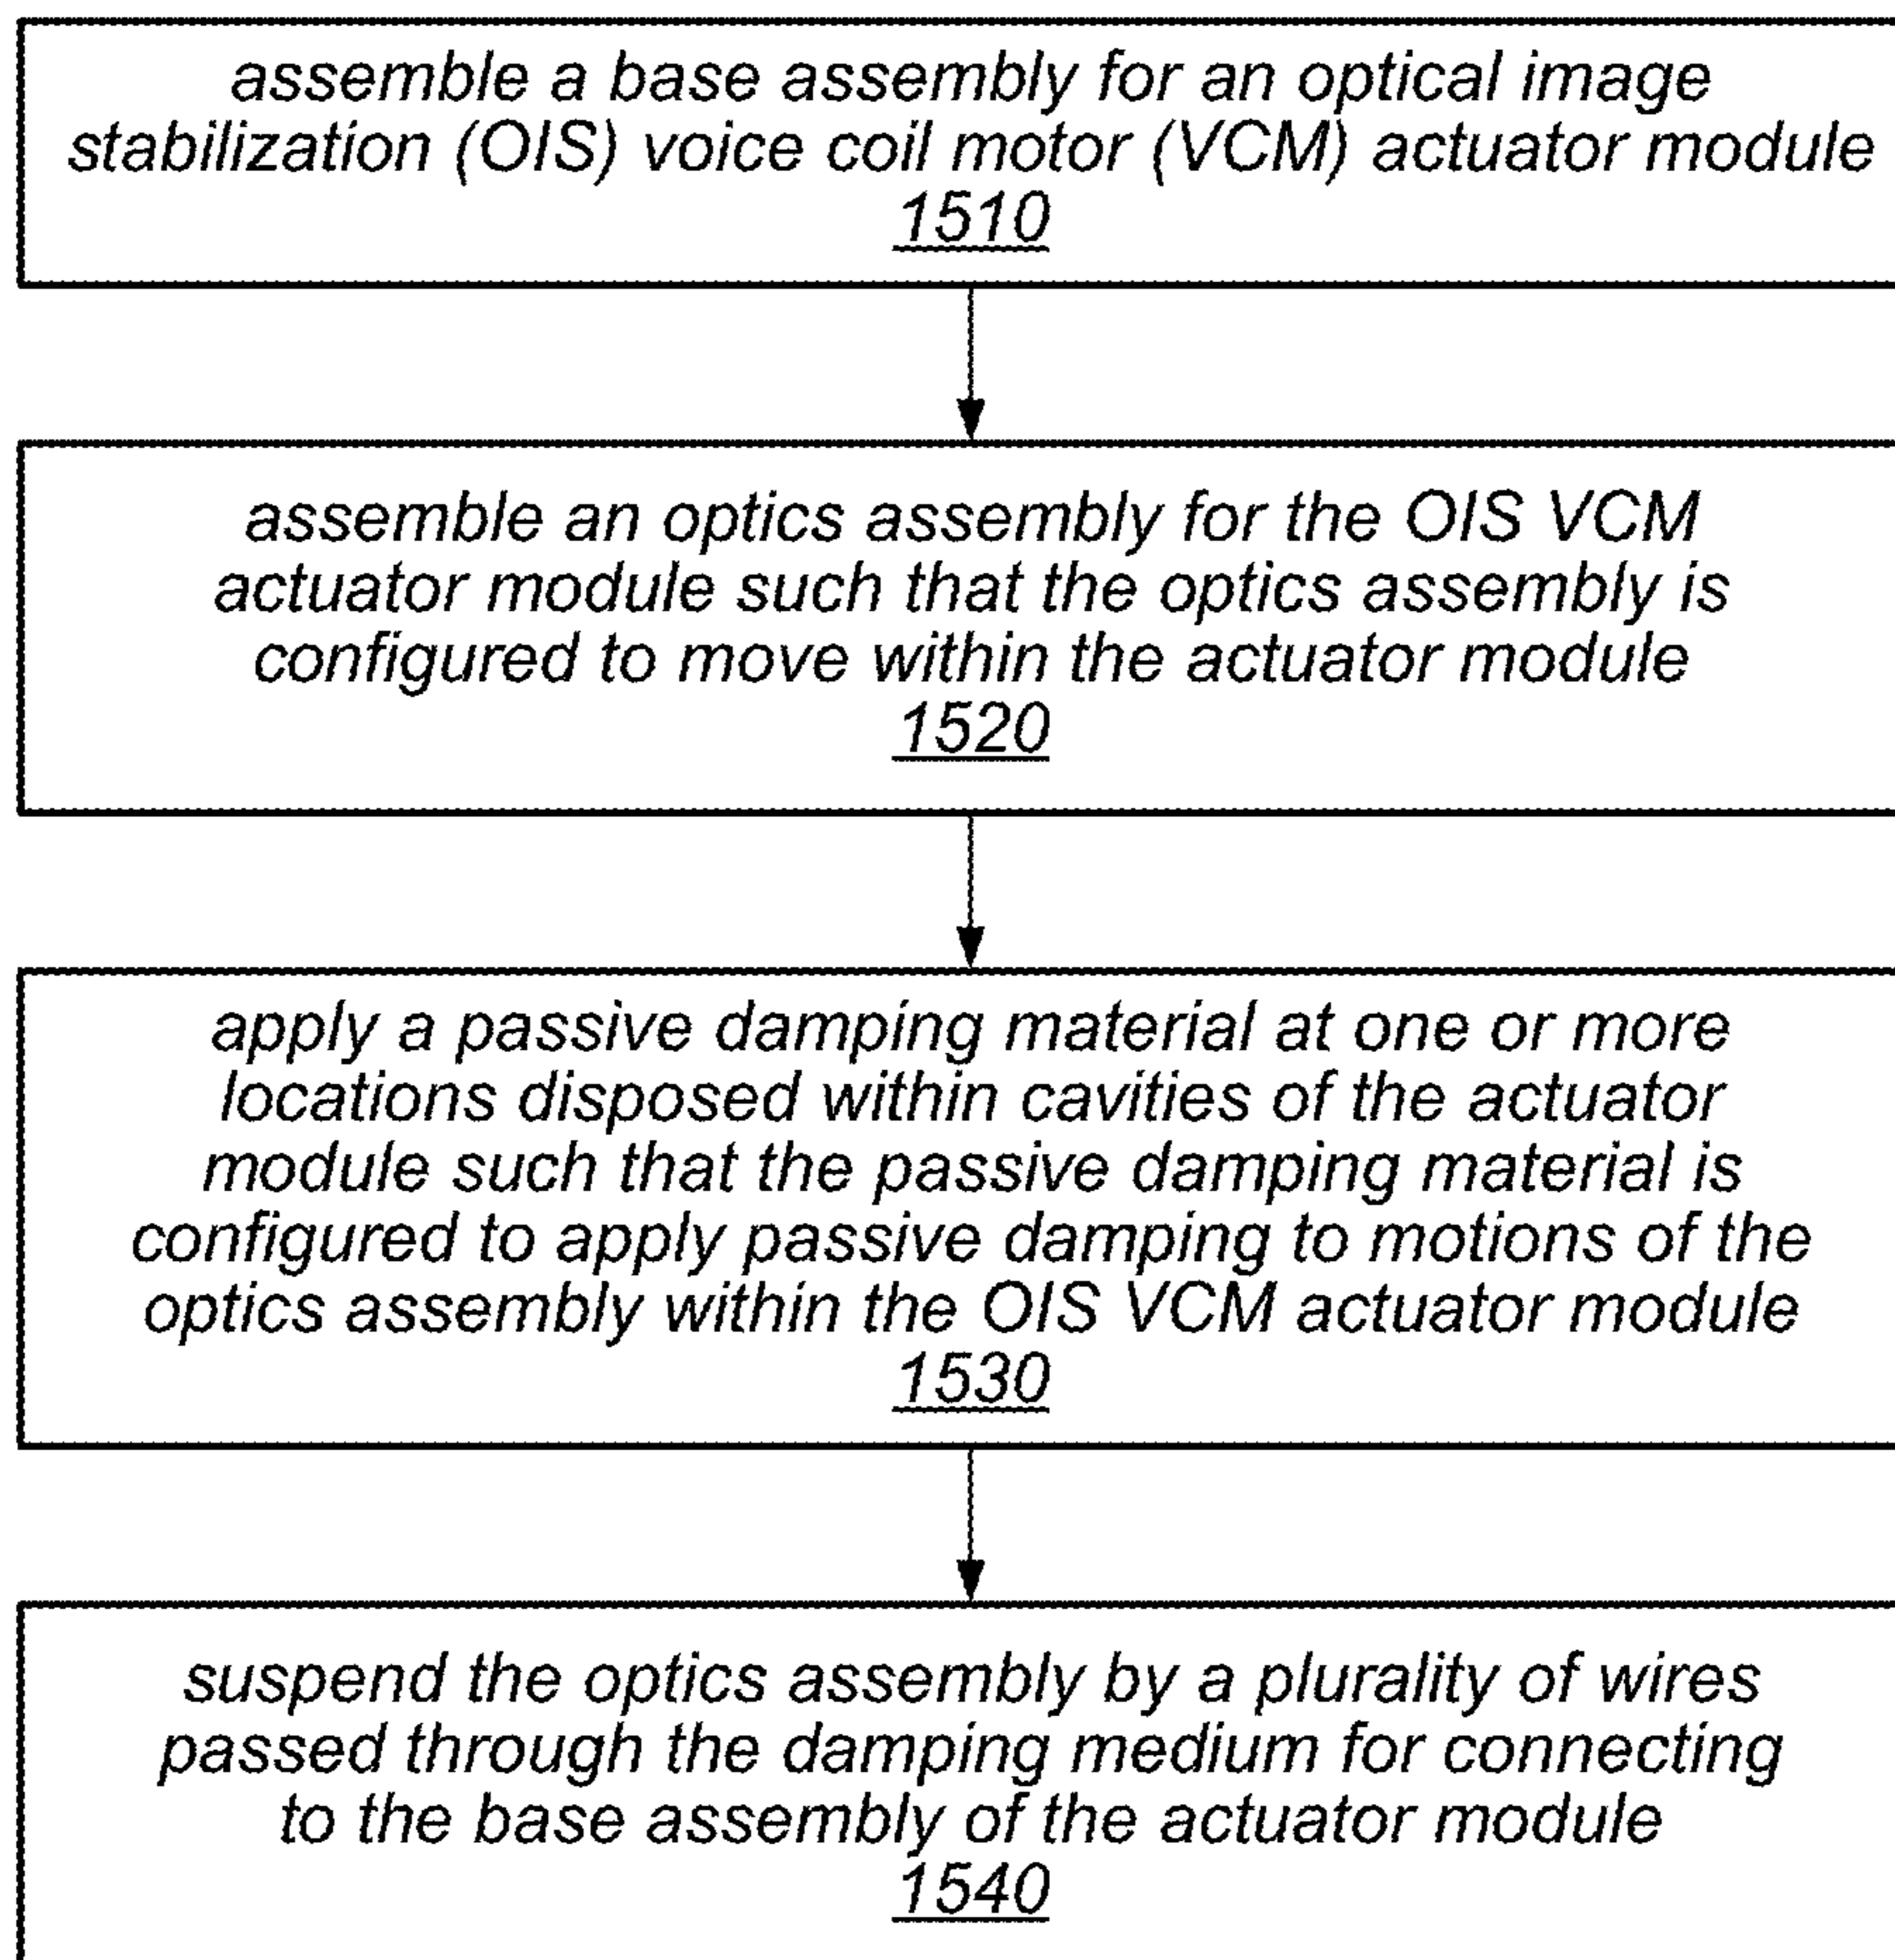 assemble a base assembly for an optical image
stabilization (OIS) voice coil motor (VCM) actuator module
1510
assemble an optics assembly for the OIS VCM
actuator module such that the optics assembly is
configured to move within the actuator module
1520
apply a passive damping material at one or more
locations disposed within cavities of the actuator
module such that the passive damping material is
configured to apply passive damping to motions of the
optics assembly within the OIS VCM actuator module
1530
suspend the optics assembly by a plurality of wires
passed through the damping medium for connecting
to the base assembly of the actuator module
1540